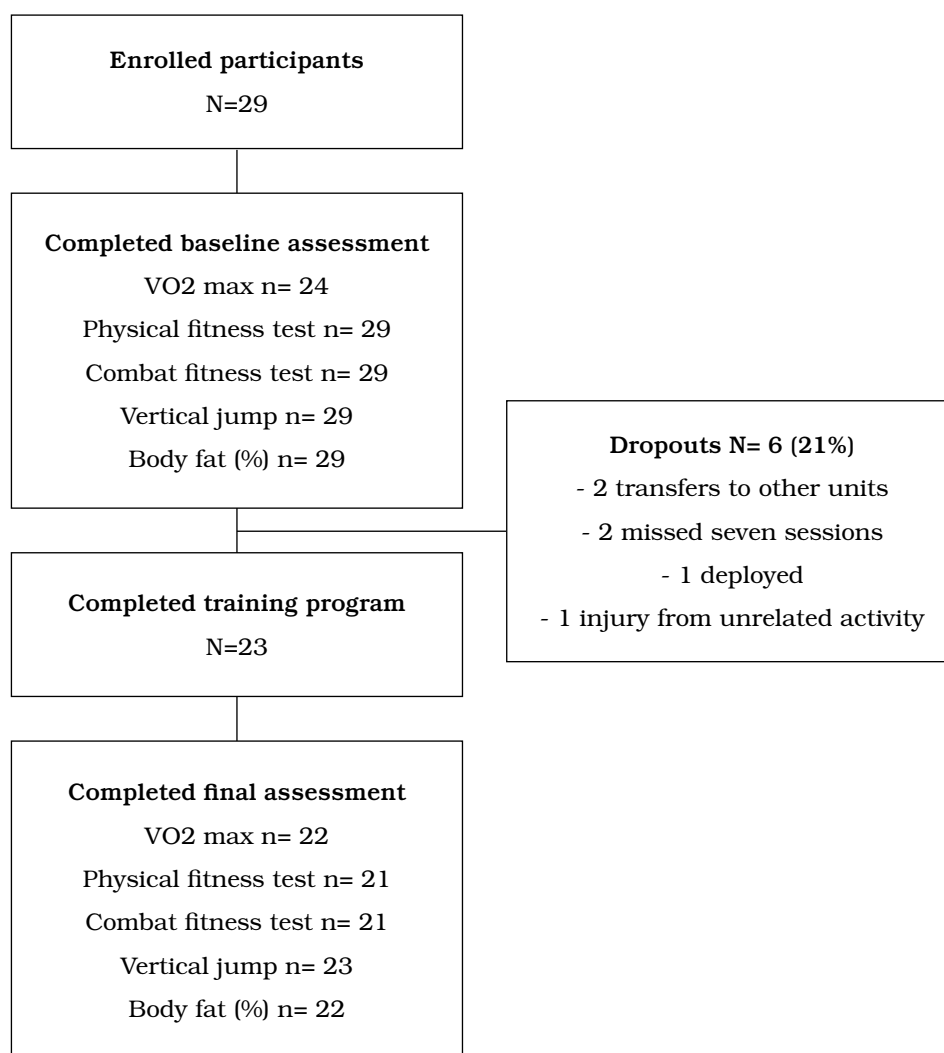 Enrolled participants
N=29
Completed baseline assessment
VO2 max n= 24
Physical fitness test n= 29
Combat fitness test n= 29
Vertical jump n= 29
Body fat (%) n= 29
Dropouts N= 6 (21%)
- 2 transfers to other units
- 2 missed seven sessions
- 1 deployed
- 1 injury from unrelated activity
Completed training program
N=23
Completed final assessment
VO2 max n= 22
Physical fitness test n= 21
Combat fitness test n= 21
Vertical jump n= 23
Body fat (%) n= 22